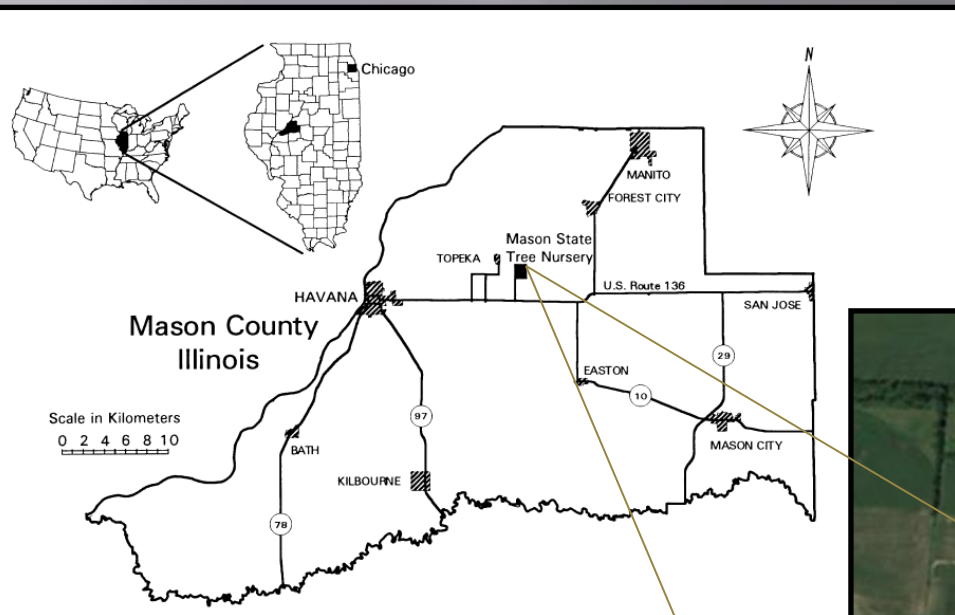 N
Chicago
MANITO
FOREST CITY
Mason State
Tree Nursery
TOPEKA
U.S. Route 136
HAVANA
SAN JOSE
Mason County
Illinois
29
EASTON
10
97
Scale in Kilometers
0 2 4 6 8 10
BATH
MASON CITY
KILBOURNE
78